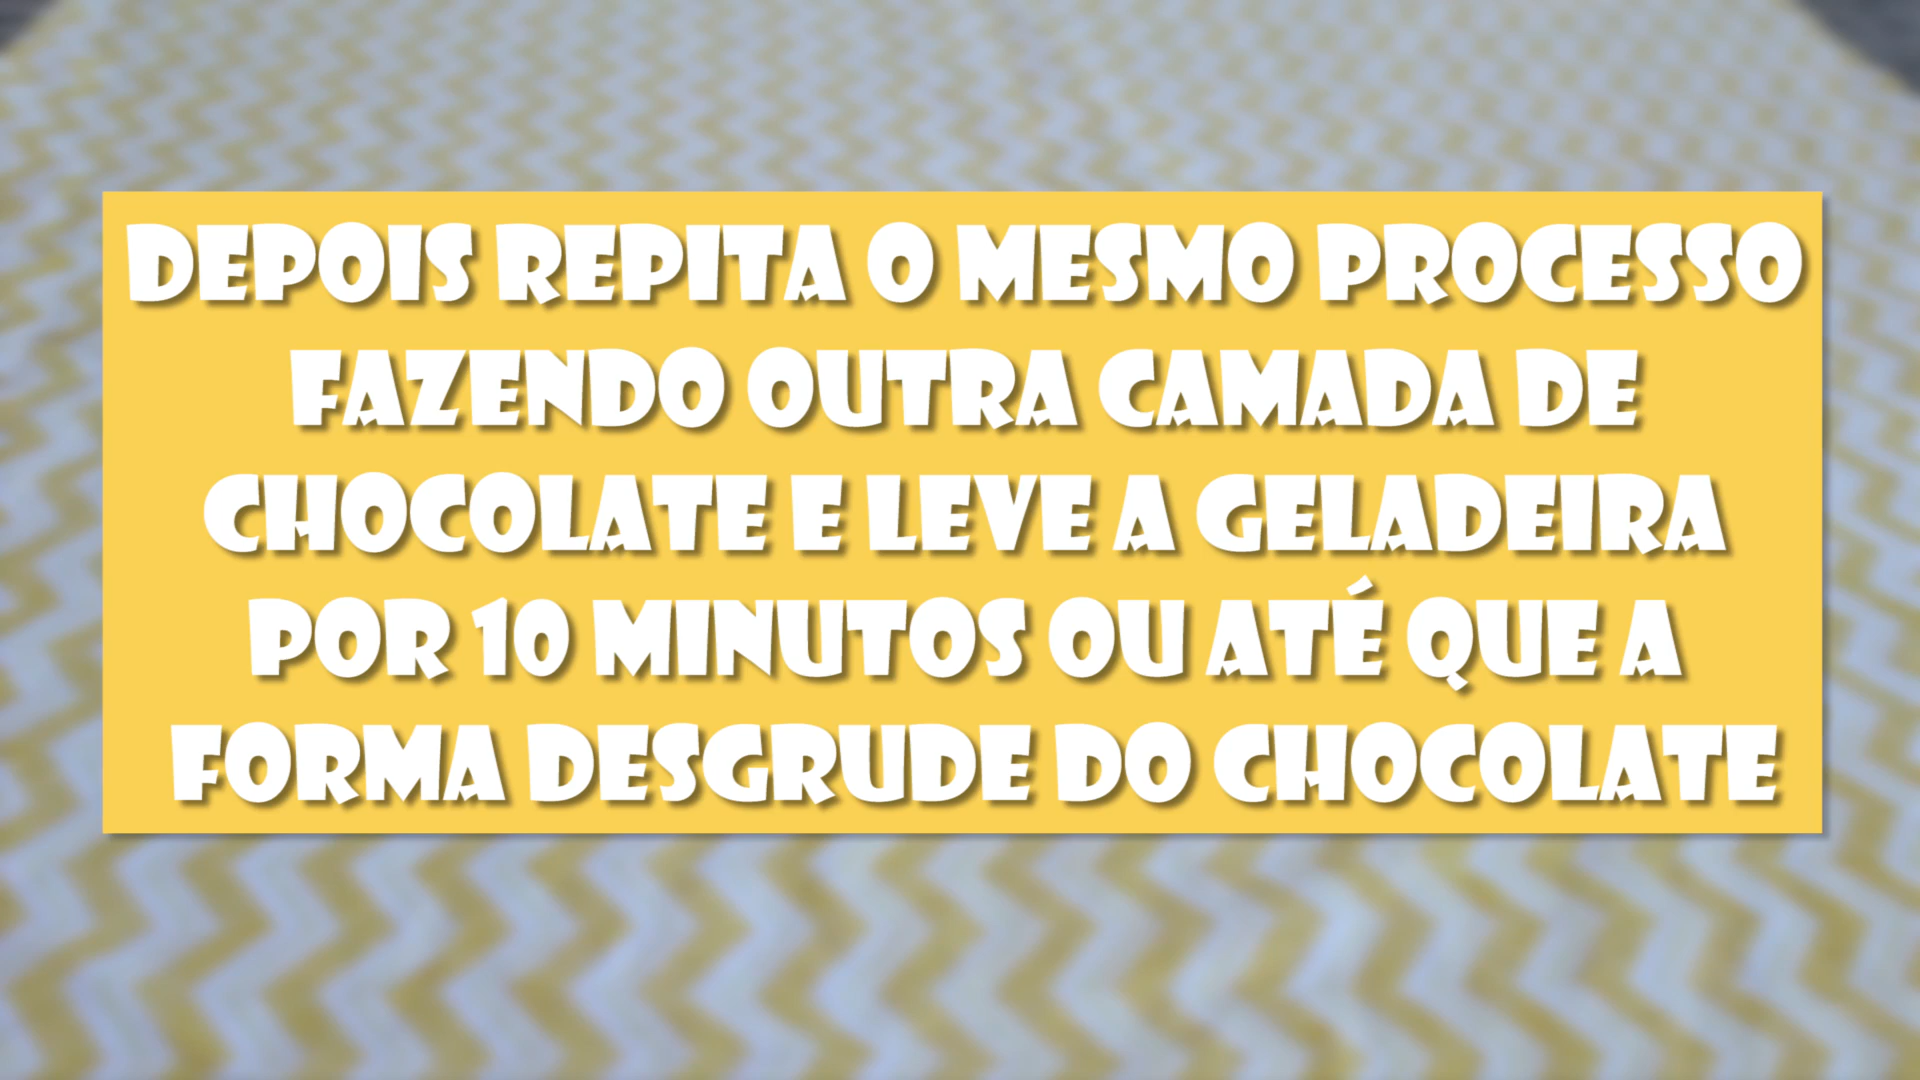 DEPOIS REPITA O MESMO PROCESSO
FAZENDO OUTRA CAMADA DE
CHOCOLATE E LEVE A GELADEIRA
POR 10 MINUTOS OU ATÉ QUE A
FORMA DESGRUDE DO CHOCOLATE